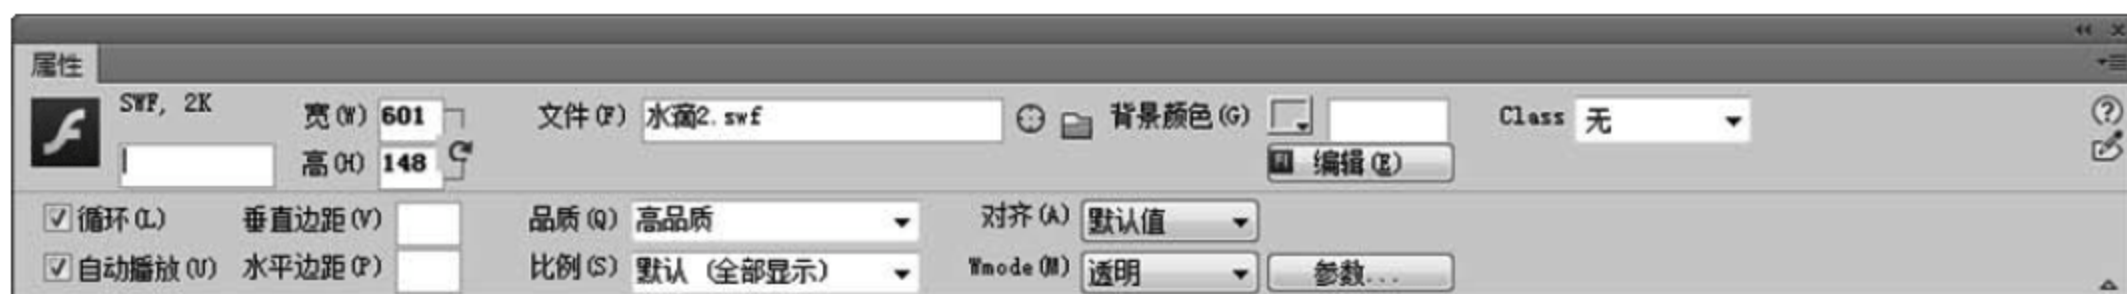 属性
SWF, 2K 宽(W) 601 文件(F) 水滴2.swf 背景颜色(G) Class 无
高(H) 148 编辑(E)
循环(L) 垂直边距(V) 品质(Q) 高品质 对齐(A) 默认值
自动播放(U) 水平边距(P) 比例(S) 默认 (全部显示) Wmode(M) 透明 参数...